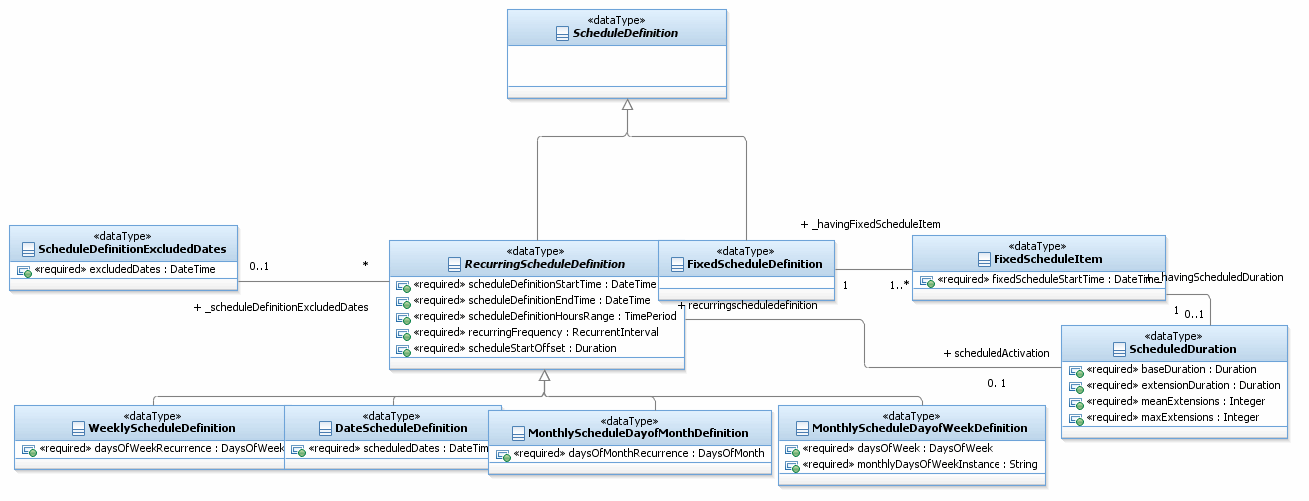 «dataType»
ScheduleDefinition
+ _havingFixedScheduleItem
«dataType»
ScheduleDefinitionExcludedDates
«required» excludedDates : DateTime
0..1
*
+ _scheduleDefinitionExcludedDates
«dataType»
RecurringScheduleDefinition
«required» scheduleDefinitionStartTime : DateTime
«required» scheduleDefinitionEndTime : DateTime
«required» scheduleDefinitionHoursRange : TimePeriod
«required» recurringFrequency : RecurrentInterval
«required» scheduleStartOffset : Duration
«dataType»
FixedScheduleDefinition
1
1..*
«dataType»
FixedScheduleItem
«required» fixedScheduleStartTime : DateTime
_havingScheduledDuration
1
0..1
+ recurringscheduledefinition
+ scheduledActivation
0. 1
«dataType»
ScheduledDuration
«required» baseDuration : Duration
«required» extensionDuration : Duration
«required» meanExtensions : Integer
«required» maxExtensions : Integer
«dataType»
WeeklyScheduleDefinition
«required» daysOfWeekRecurrence : DaysOfWeek
«dataType»
DateScheduleDefinition
«required» scheduledDates : DateTim
«dataType»
MonthlyScheduleDayofMonthDefinition
«required» daysOfMonthRecurrence : DaysOfMonth
«dataType»
MonthlyScheduleDayofWeekDefinition
«required» daysOfWeek : DaysOfWeek
«required» monthlyDaysOfWeekInstance : String